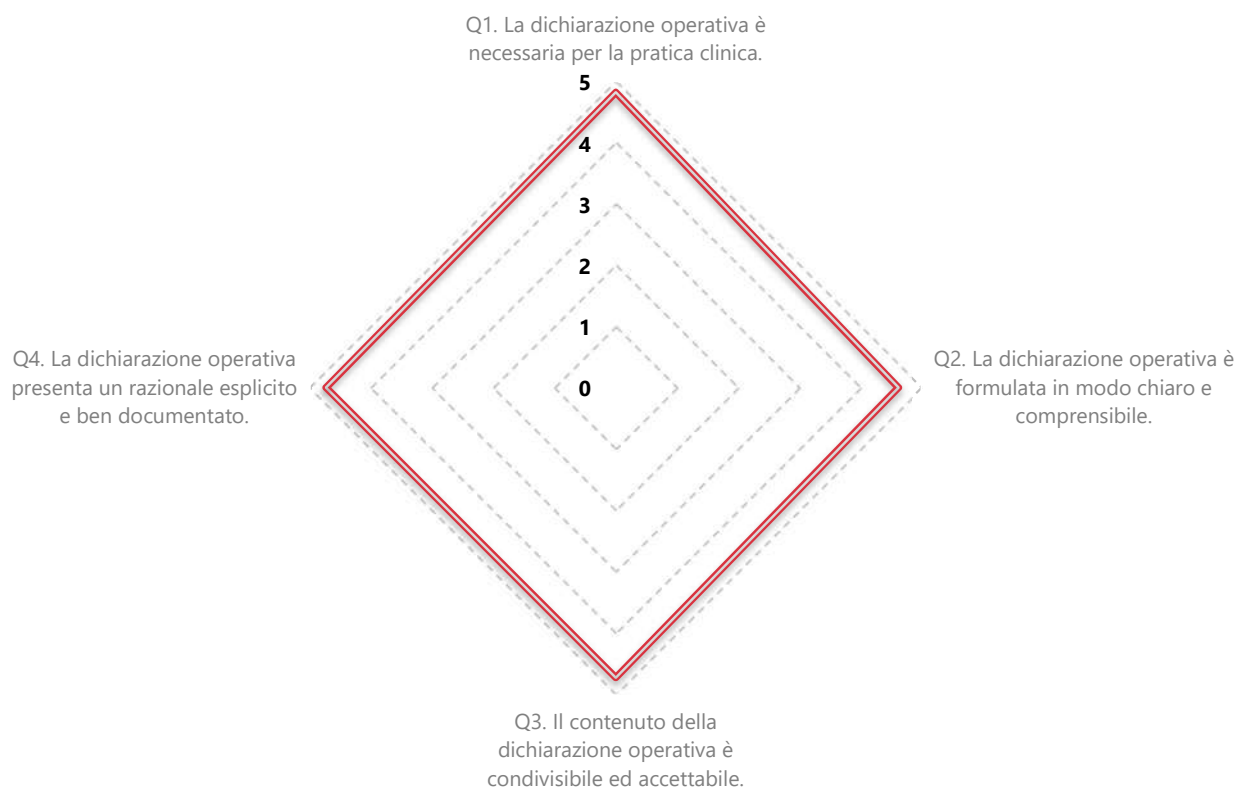 Q1. La dichiarazione operativa è
necessaria per la pratica clinica.
5
4
3
2
1
0
Q4. La dichiarazione operativa
presenta un razionale esplicito
e ben documentato.
Q2. La dichiarazione operativa è
formulata in modo chiaro e
comprensibile.
Q3. Il contenuto della
dichiarazione operativa è
condivisibile ed accettabile.